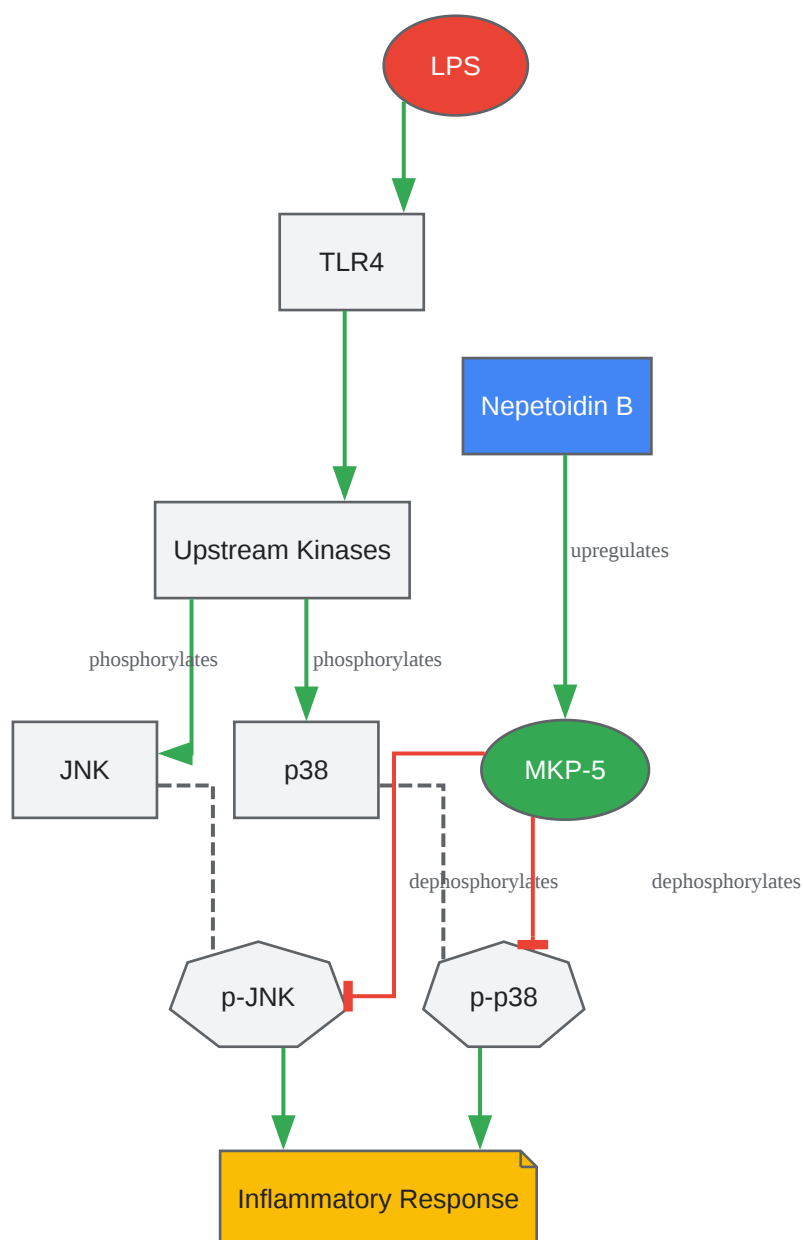 LPS
TLR4
Nepetoidin B
Upstream Kinases
upregulates
phosphorylates
phosphorylates
JNK
p38
MKP-5
dephosphorylates
dephosphorylates
p-JNK
p-p38
Inflammatory Response